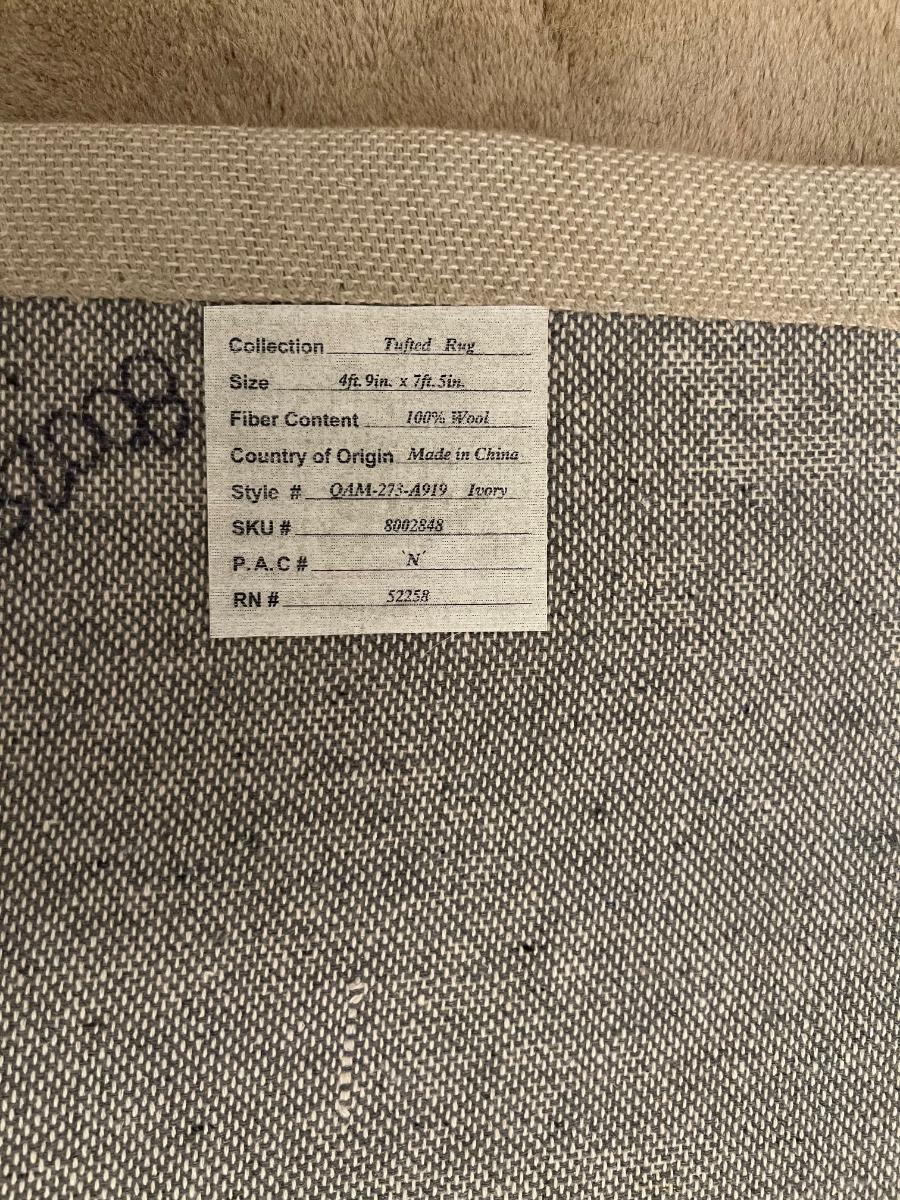 Collection Tufted Rug
Size 4ft. 9in. x 7ft. 5in.
Fiber Content 100% Wool
Country of Origin Made in China
Style # QAM-273-A919 Ivory
SKU # 8002848
P.A.C # 'N'
RN # 52258